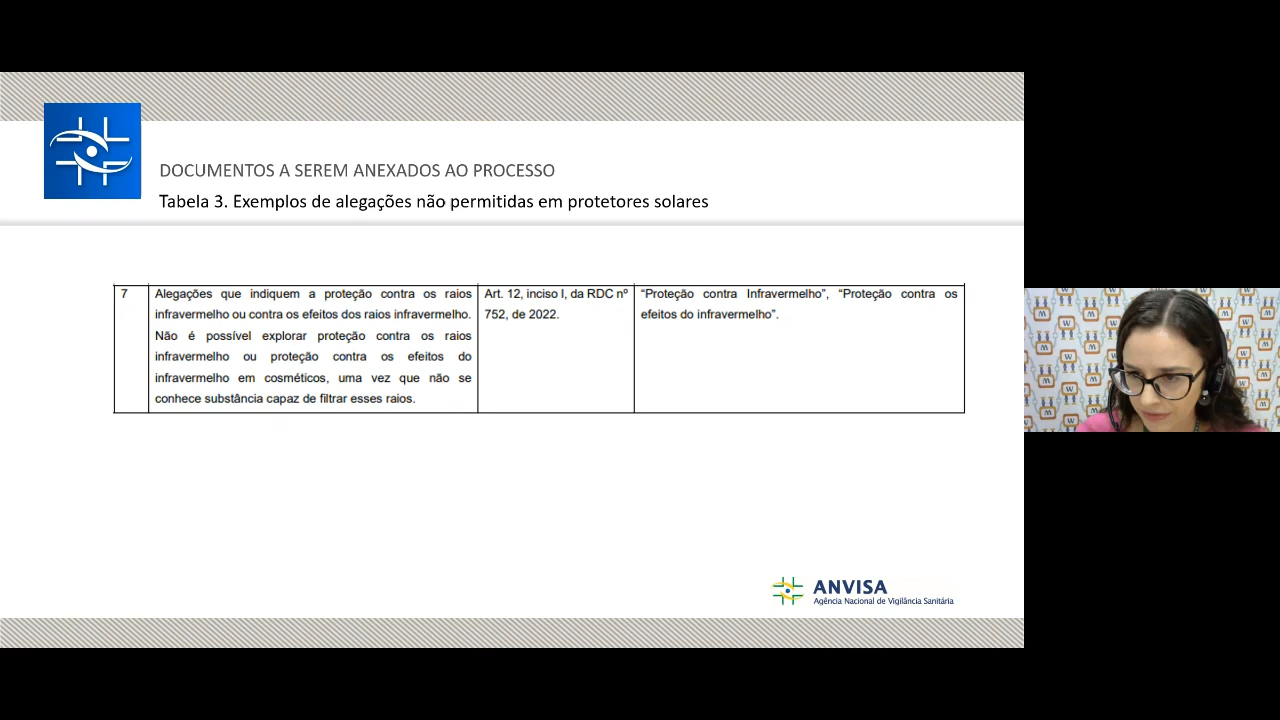 DOCUMENTOS A SEREM ANEXADOS AO PROCESSO
Tabela 3. Exemplos de alegações não permitidas em protetores solares
7
Alegações que indiquem a proteção contra os raios
infravermelho ou contra os efeitos dos raios infravermelho.
Não é possível explorar proteção contra os raios
infravermelho ou proteção contra os efeitos do
infravermelho em cosméticos, uma vez que não se
conhece substância capaz de filtrar esses raios.
Art. 12, inciso I, da RDC nº
752, de 2022.
“Proteção contra Infravermelho”, “Proteção contra os
efeitos do infravermelho”.
ANVISA
Agência Nacional de Vigilância Sanitária